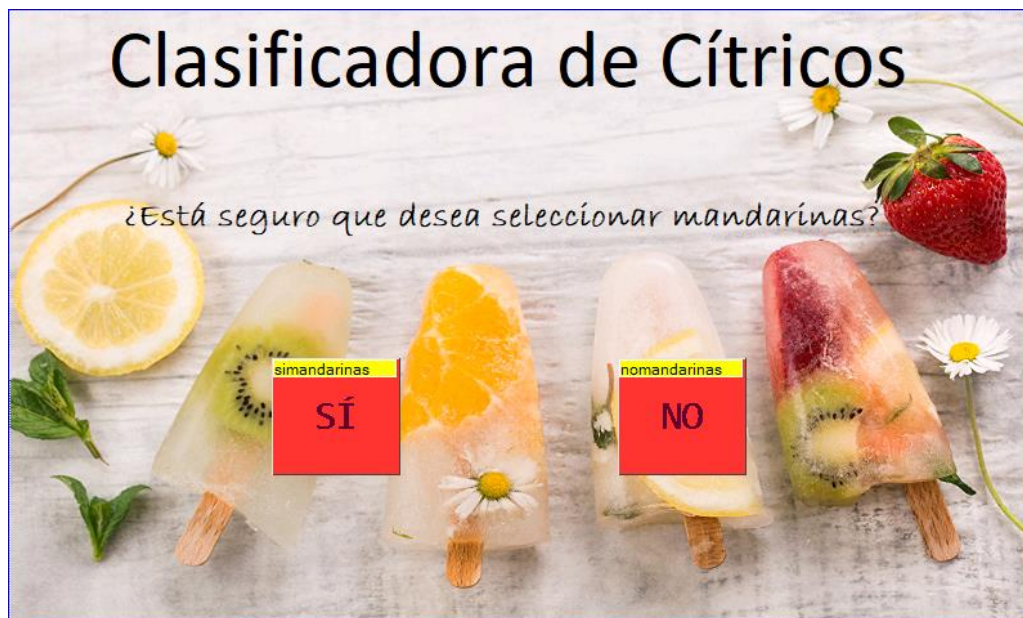 Clasificadora de Cítricos
¿Está seguro que desea seleccionar mandarinas?
simandarinas
SÍ
nomandarinas
NO